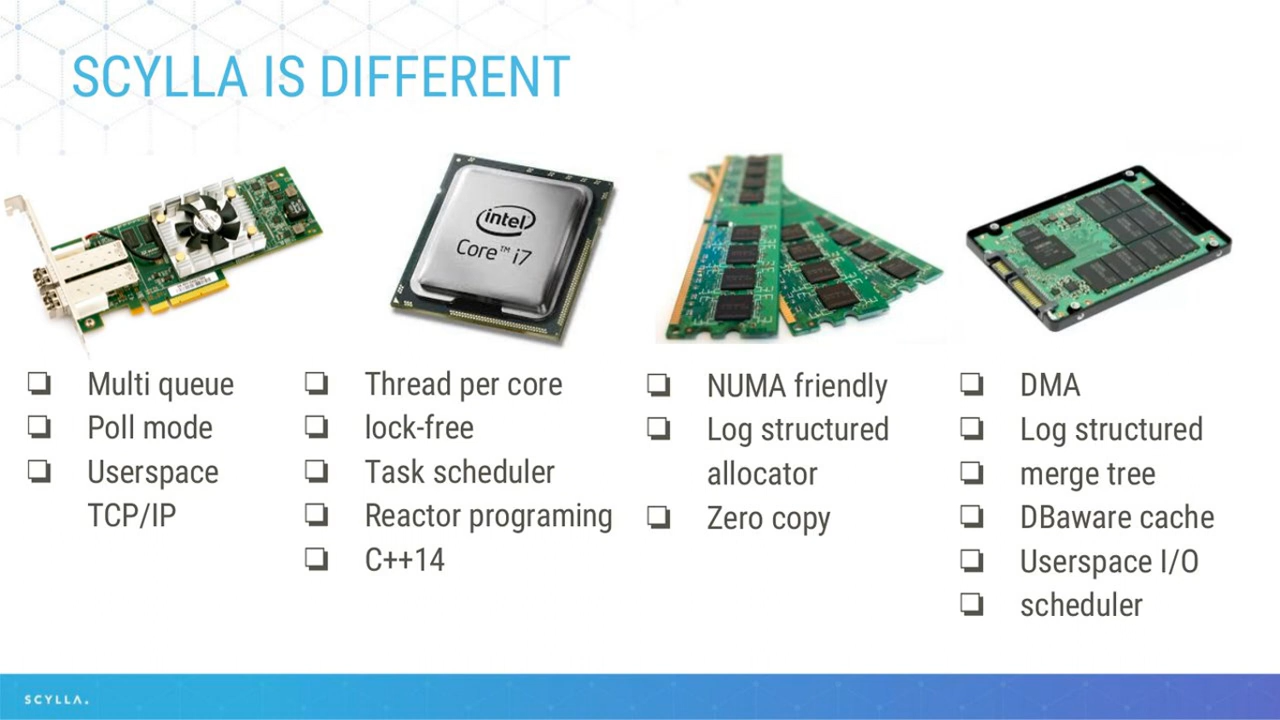 SCYLLA IS DIFFERENT
intel
Core™ i7
Multi queue
Poll mode
Userspace
TCP/IP
Thread per core
lock-free
Task scheduler
Reactor programing
C++14
NUMA friendly
Log structured
allocator
Zero copy
DMA
Log structured
merge tree
DBaware cache
Userspace I/O
scheduler
SCYLLA.